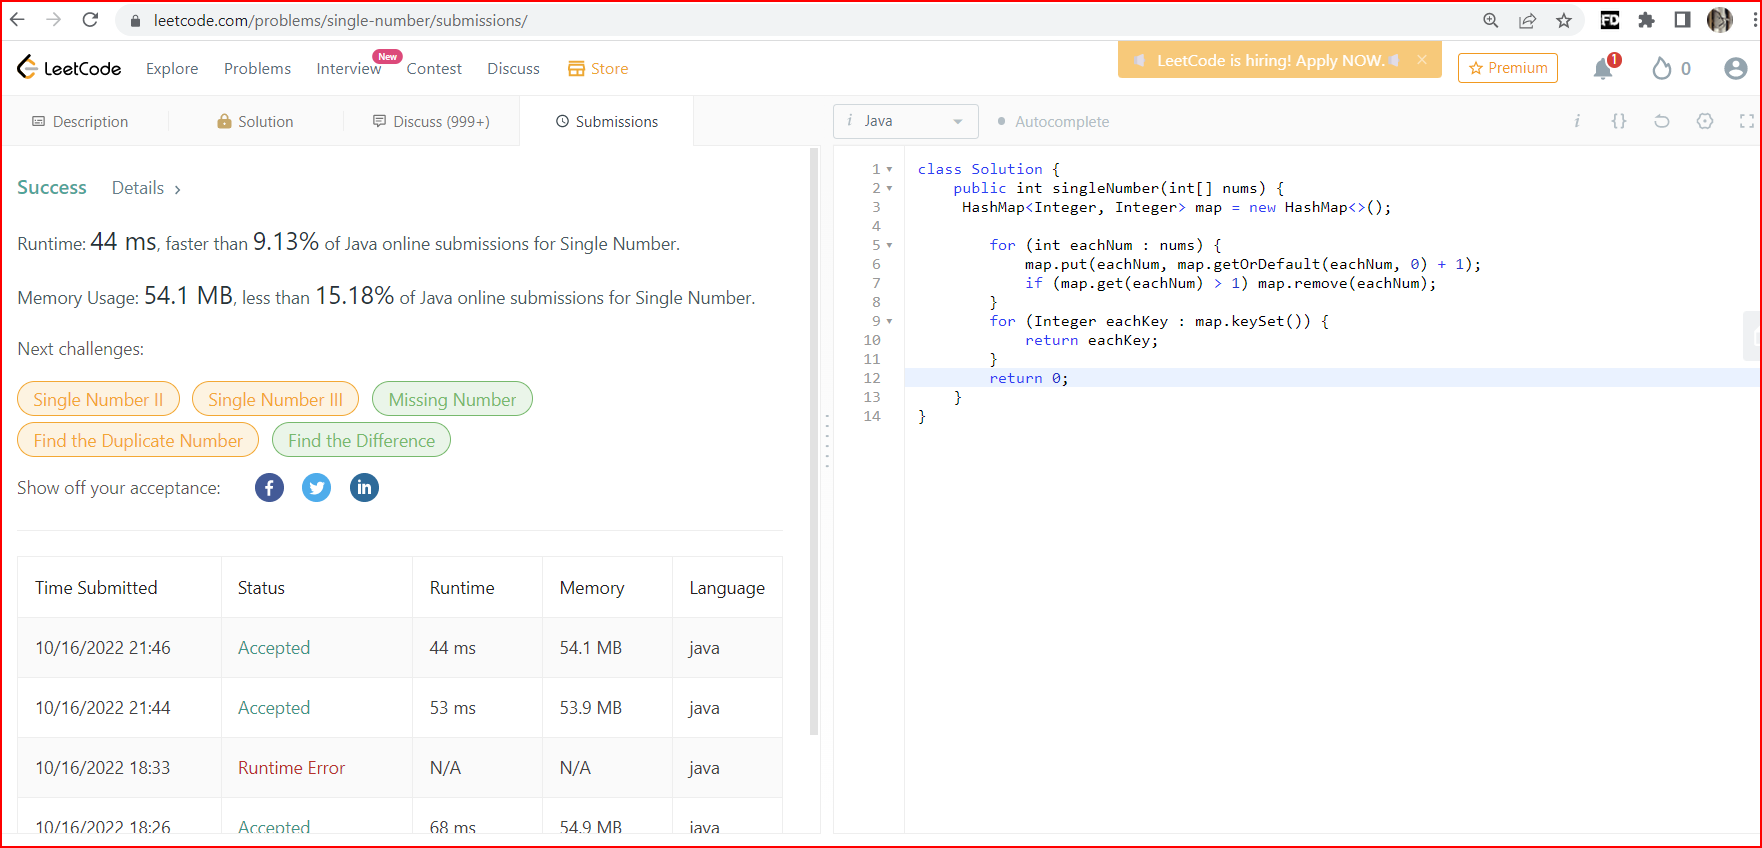 leetcode.com/problems/single-number/submissions/
FD
LeetCode
Explore
Problems
Interview
New
Contest
Discuss
Store
LeetCode is hiring! Apply NOW.
Premium
1
0
Description
Solution
Discuss (999+)
Submissions
i Java
Autocomplete
i
{}
Success Details >
Runtime: 44 ms, faster than 9.13% of Java online submissions for Single Number.
Memory Usage: 54.1 MB, less than 15.18% of Java online submissions for Single Number.
Next challenges:
Single Number II Single Number III Missing Number
Find the Duplicate Number Find the Difference
Show off your acceptance: f in
Time Submitted Status Runtime Memory Language
10/16/2022 21:46 Accepted 44 ms 54.1 MB java
10/16/2022 21:44 Accepted 53 ms 53.9 MB java
10/16/2022 18:33 Runtime Error N/A N/A java
10/16/2022 18:26 Accepted 68 ms 54.9 MB java
1 class Solution {
2 public int singleNumber(int[] nums) {
3 HashMap<Integer, Integer> map = new HashMap<>();
4
5 for (int eachNum : nums) {
6 map.put(eachNum, map.getOrDefault(eachNum, 0) + 1);
7 if (map.get(eachNum) > 1) map.remove(eachNum);
8 }
9 for (Integer eachKey : map.keySet()) {
10 return eachKey;
11 }
12 return 0;
13 }
14 }